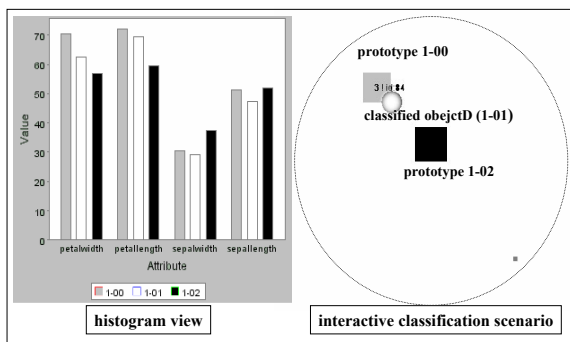 70
60
50
40
30
20
10
0
Value
petalwidth petallength sepalwidth sepallength
Attribute
1-00 1-01 1-02
histogram view
prototype 1-00
classified obejctD (1-01)
prototype 1-02
interactive classification scenario